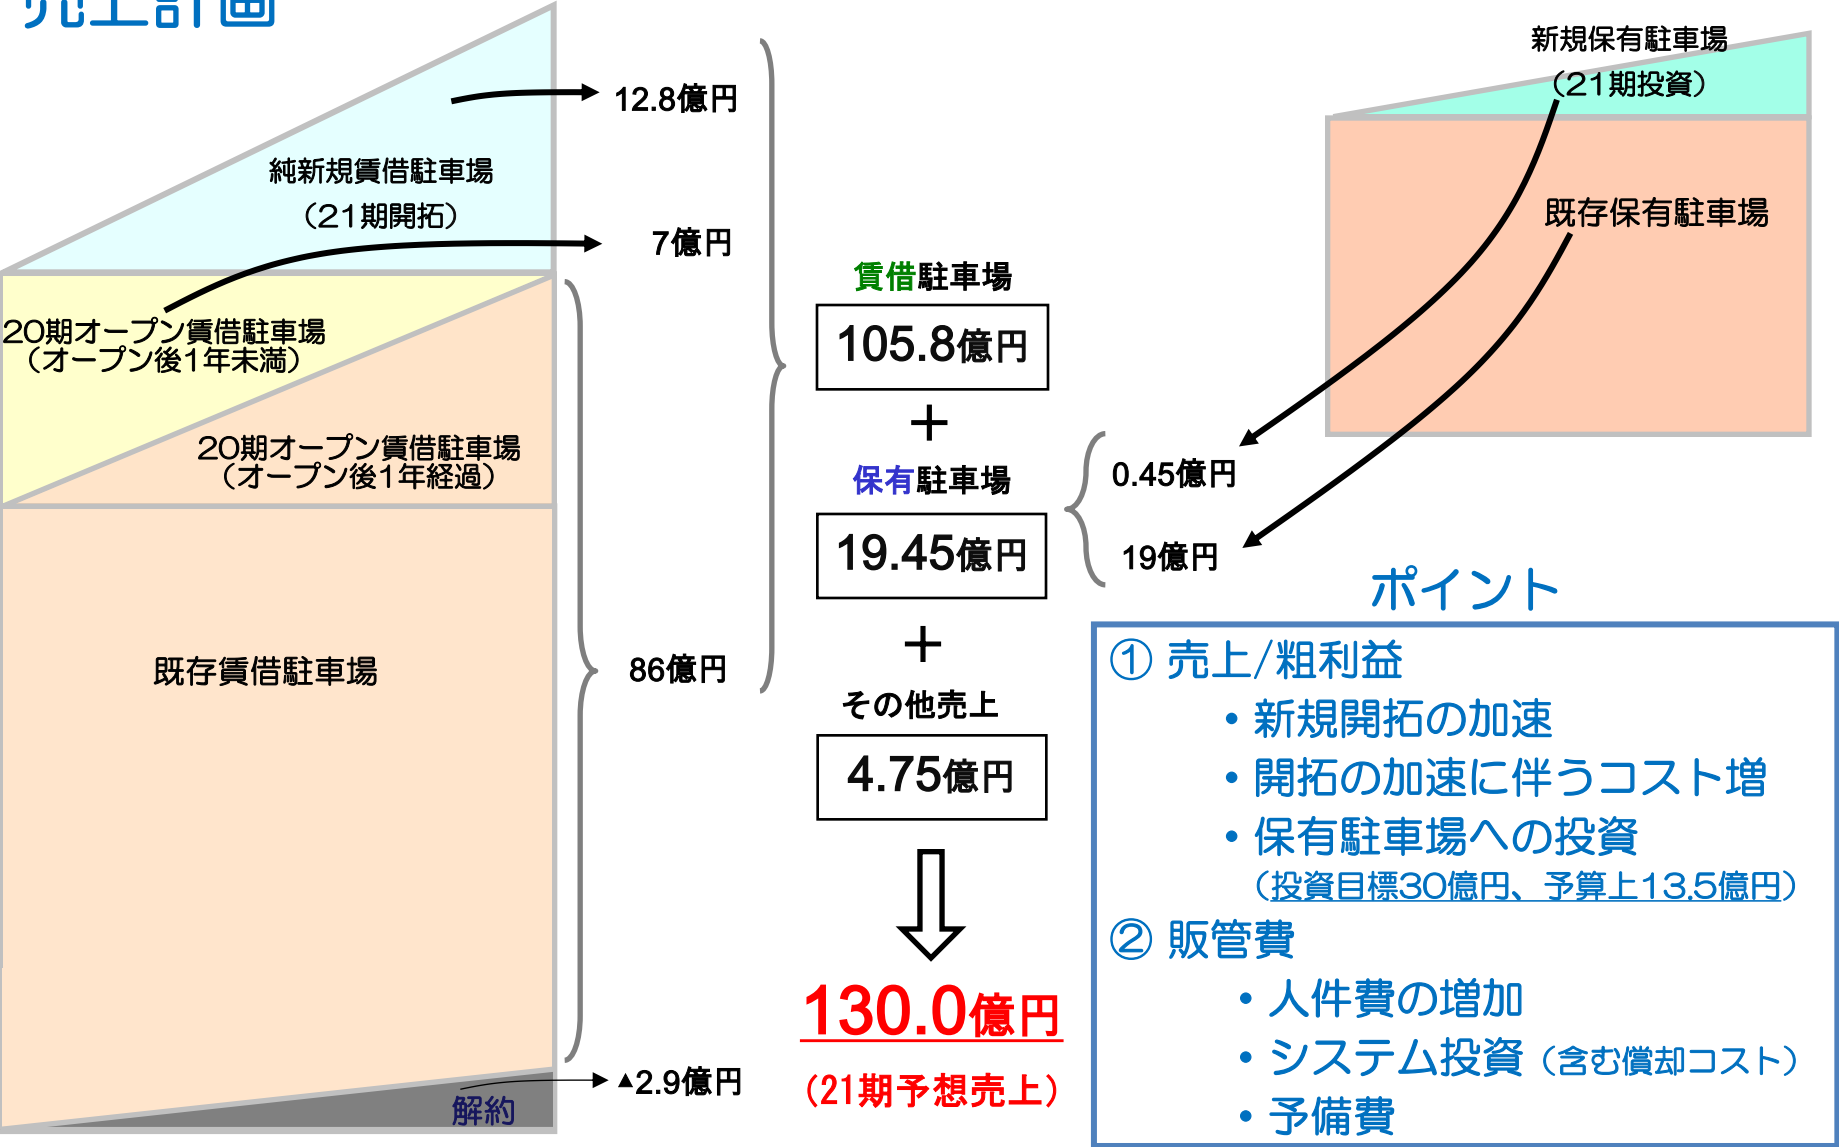 売上計画
12.8億円
純新規賃借駐車場
（21期開拓）
7億円
20期オープン賃借駐車場
（オープン後1年未満）
20期オープン賃借駐車場
（オープン後1年経過）
既存賃借駐車場
86億円
解約
▲2.9億円
賃借駐車場
105.8億円
＋
保有駐車場
19.45億円
＋
その他売上
4.75億円
130.0億円
（21期予想売上）
新規保有駐車場
（21期投資）
既存保有駐車場
0.45億円
19億円
ポイント
① 売上/粗利益
・新規開拓の加速
・開拓の加速に伴うコスト増
・保有駐車場への投資
（投資目標30億円、予算上13.5億円）
② 販管費
・人件費の増加
・システム投資（含む償却コスト）
・予備費